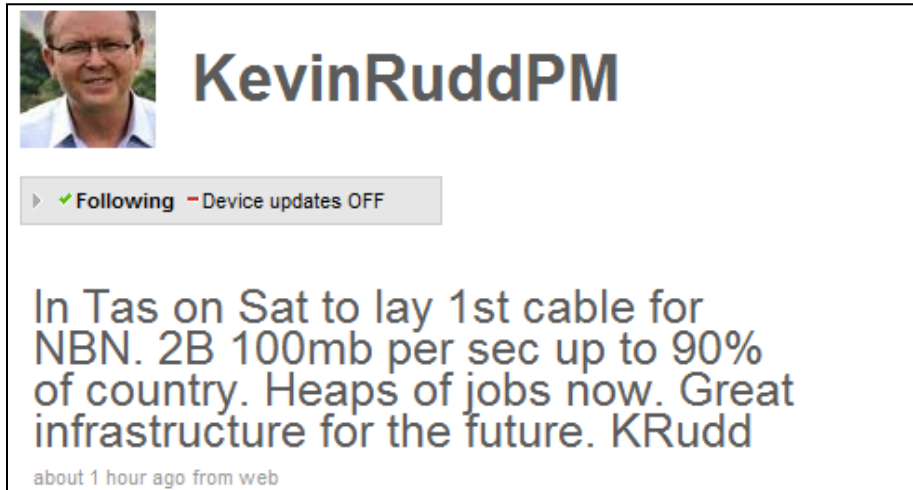 KevinRuddPM
Following Device updates OFF
In Tas on Sat to lay 1st cable for
NBN. 2B 100mb per sec up to 90%
of country. Heaps of jobs now. Great
infrastructure for the future. KRudd
about 1 hour ago from web